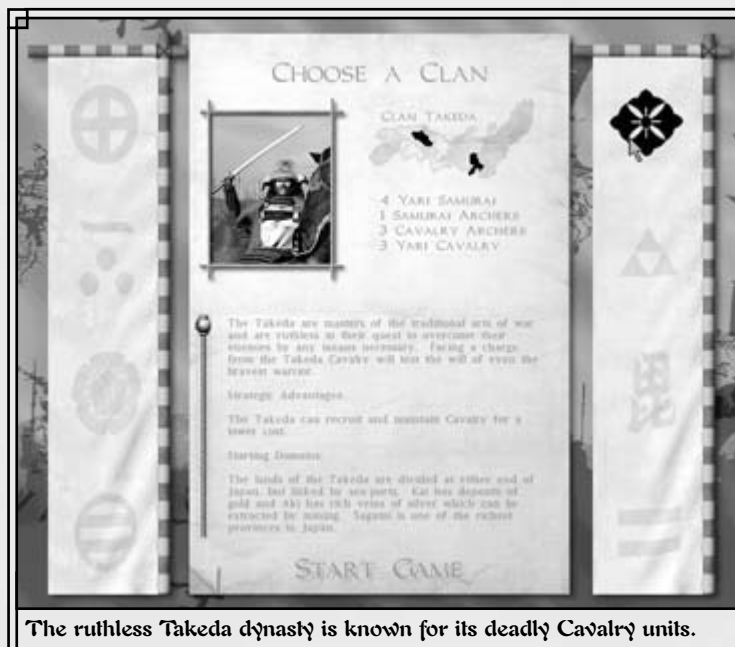 CHOOSE A CLAN
CLAN TAKEDA
4 YARI SAMURAI
1 SAMURAI ARCHERS
3 CAVALRY ARCHERS
3 YARI CAVALRY
The Takeda are masters of the traditional arts of war
and are ruthless in their quest to overcome their
enemies by any means necessary. Facing a charge
from the Takeda Cavalry will test the will of even the
bravest warrior.
Strategic Advantages
The Takeda can recruit and maintain Cavalry for a
lower cost.
Starting Domains
The lands of the Takeda are divided at either end of
Japan, but linked by sea-ports. Kai has deposits of
gold and Aki has rich veins of silver which can be
extracted by mining. Sagami is one of the richest
provinces in Japan.
START GAME
毘
The ruthless Takeda dynasty is known for its deadly Cavalry units.